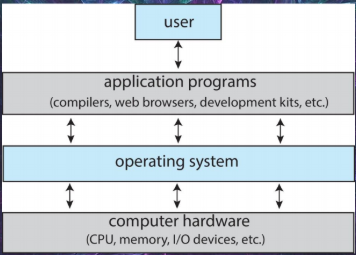 user
application programs
(compilers, web browsers, development kits, etc.)
operating system
computer hardware
(CPU, memory, I/O devices, etc.)